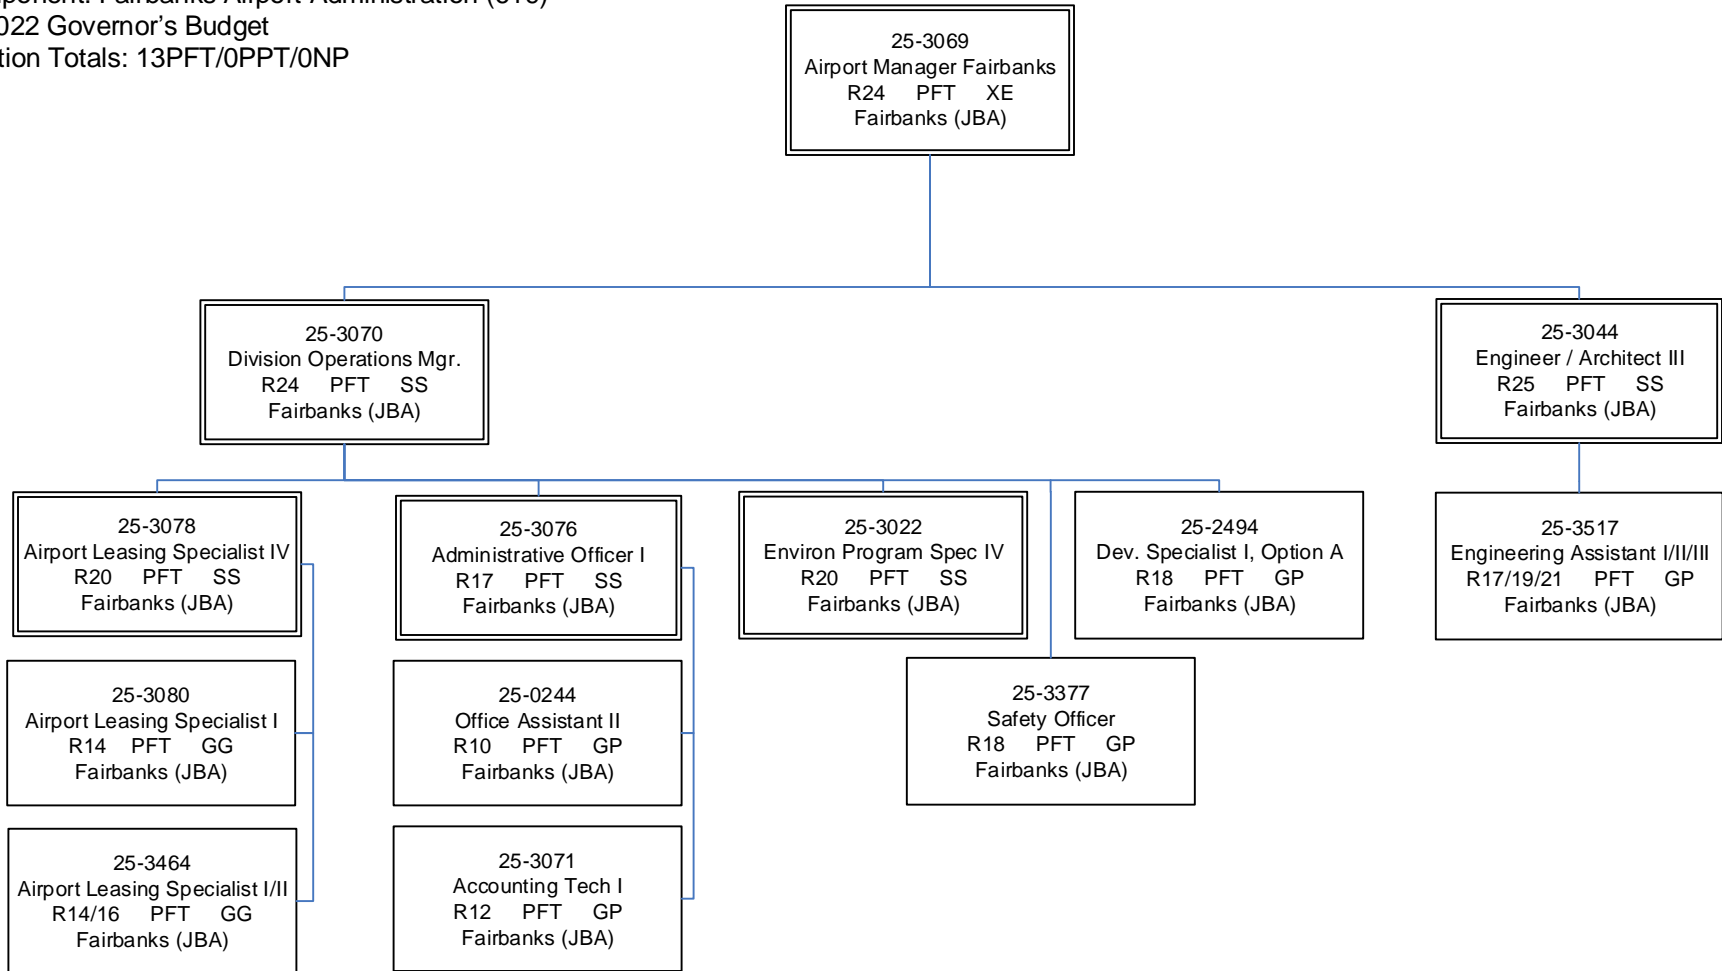 Fairbanks Airport Administration
022 Governor's Budget
Totals: 13PFT/0PPT/0NP
25-3069
Airport Manager Fairbanks
R24 PFT XE
Fairbanks (JBA)
25-3070
Division Operations Mgr.
R24 PFT SS
Fairbanks (JBA)
25-3044
Engineer / Architect III
R25 PFT SS
Fairbanks (JBA)
25-3078
Airport Leasing Specialist IV
R20 PFT SS
Fairbanks (JBA)
25-3076
Administrative Officer I
R17 PFT SS
Fairbanks (JBA)
25-3022
Environ Program Spec IV
R20 PFT SS
Fairbanks (JBA)
25-2494
Dev. Specialist I, Option A
R18 PFT GP
Fairbanks (JBA)
25-3517
Engineering Assistant I/II/III
R17/19/21 PFT GP
Fairbanks (JBA)
25-3080
Airport Leasing Specialist I
R14 PFT GG
Fairbanks (JBA)
25-0244
Office Assistant II
R10 PFT GP
Fairbanks (JBA)
25-3377
Safety Officer
R18 PFT GP
Fairbanks (JBA)
25-3464
Airport Leasing Specialist I/II
R14/16 PFT GG
Fairbanks (JBA)
25-3071
Accounting Tech I
R12 PFT GP
Fairbanks (JBA)